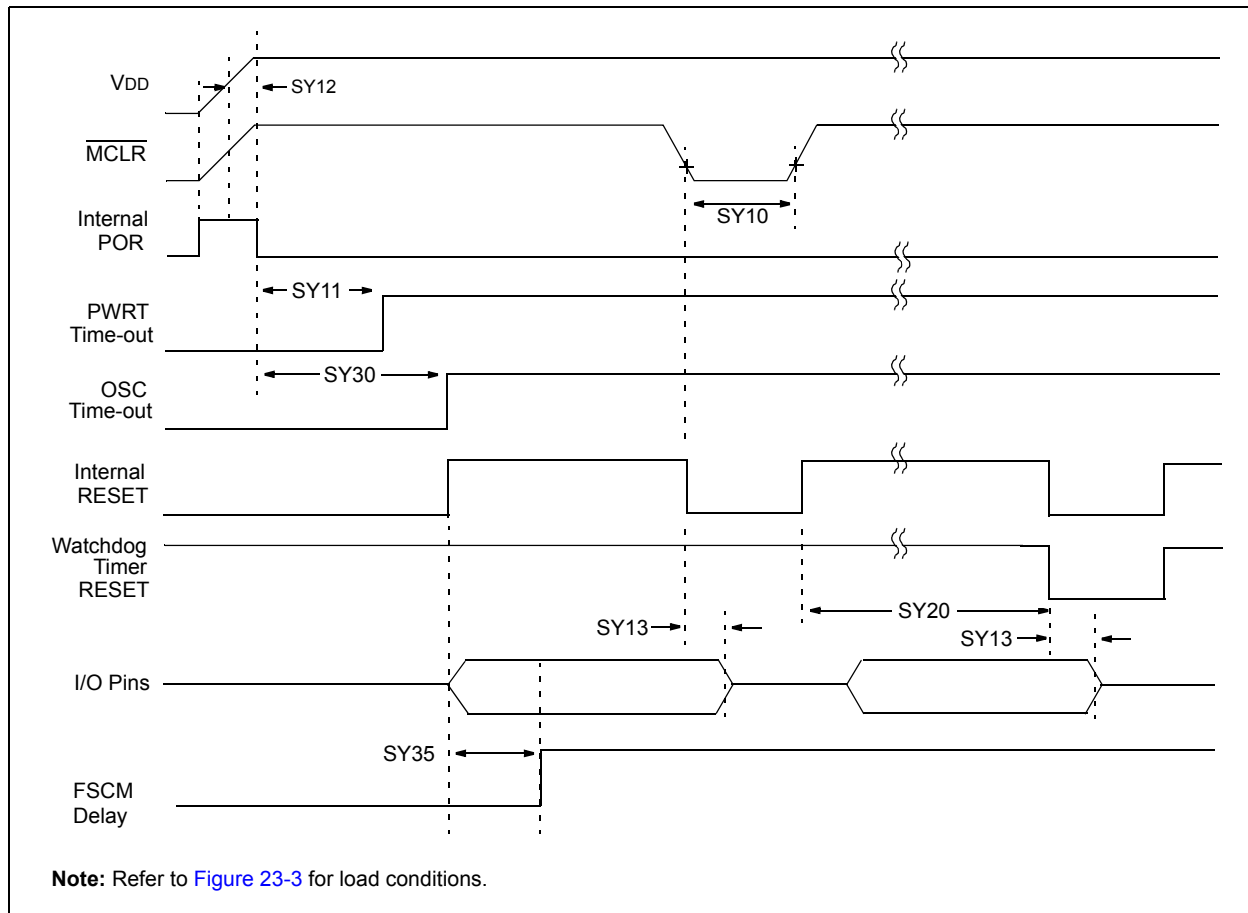 VDD
SY12
MCLR
SY10
Internal
POR
SY11
PWRT
Time-out
SY30
OSC
Time-out
Internal
RESET
Watchdog
Timer
RESET
SY20
SY13
SY13
I/O Pins
SY35
FSCM
Delay
Note: Refer to Figure 23-3 for load conditions.